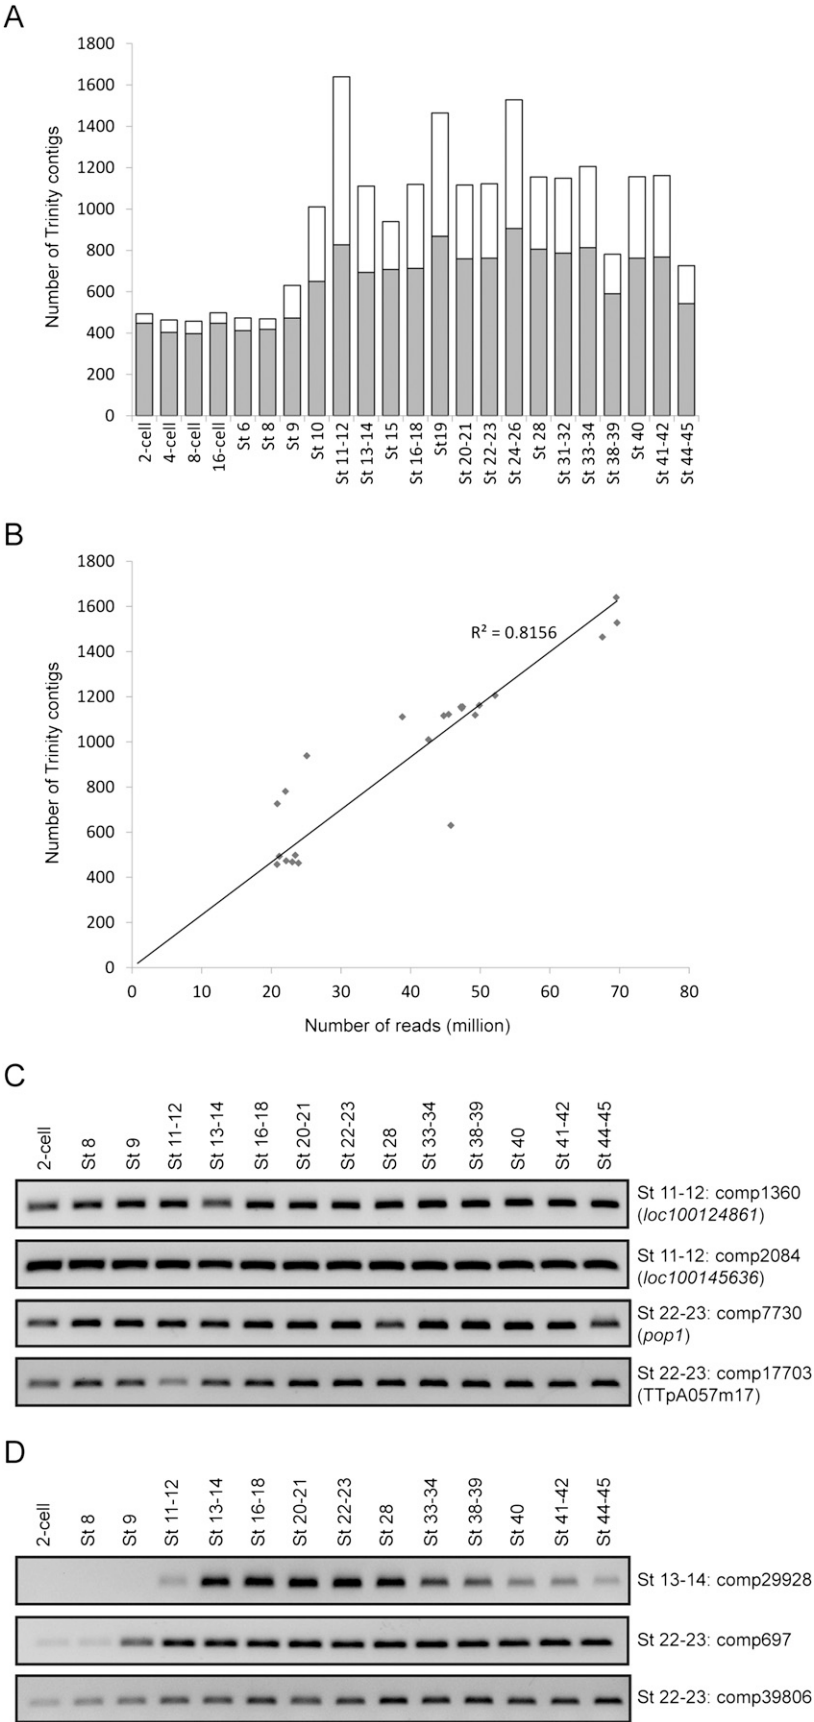 A
1800
1600
1400
1200
1000
800
600
400
200
0
Number of Trinity contigs
2-cell
4-cell
8-cell
16-cell
St 6
St 8
St 9
St 10
St 11-12
St 13-14
St 15
St 16-18
St19
St 20-21
St 22-23
St 24-26
St 28
St 31-32
St 33-34
St 38-39
St 40
St 41-42
St 44-45
B
1800
1600
1400
1200
1000
800
600
400
200
0
Number of Trinity contigs
R² = 0.8156
0 10 20 30 40 50 60 70 80
Number of reads (million)
C
2-cell
St 8
St 9
St 11-12
St 13-14
St 16-18
St 20-21
St 22-23
St 28
St 33-34
St 38-39
St 40
St 41-42
St 44-45
St 11-12: comp1360
(loc100124861)
St 11-12: comp2084
(loc100145636)
St 22-23: comp7730
(pop1)
St 22-23: comp17703
(TTpA057m17)
D
2-cell
St 8
St 9
St 11-12
St 13-14
St 16-18
St 20-21
St 22-23
St 28
St 33-34
St 38-39
St 40
St 41-42
St 44-45
St 13-14: comp29928
St 22-23: comp697
St 22-23: comp39806